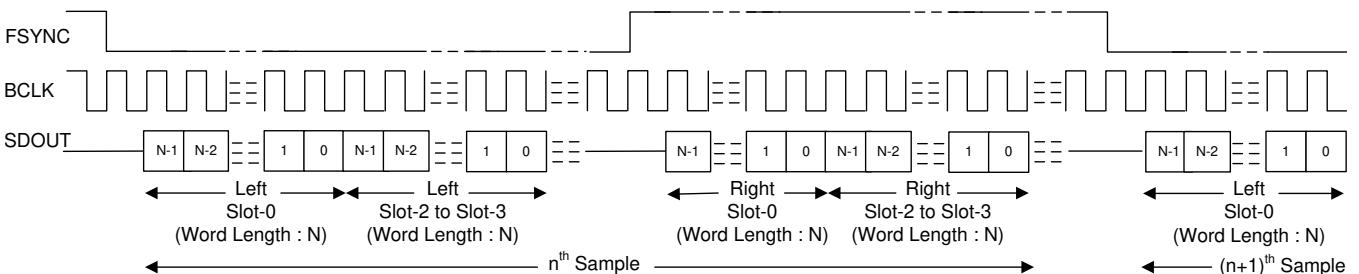 FSYNC
BCLK
SDOUT
N-1 N-2 1 0 N-1 N-2 1 0 N-1 1 0 N-1 N-2 1 0 N-1 N-2 1 0
Left Left Right Right Left
Slot-0 Slot-2 to Slot-3 Slot-0 Slot-2 to Slot-3 Slot-0
(Word Length : N) (Word Length : N) (Word Length : N) (Word Length : N) (Word Length : N)
nth Sample (n+1)th Sample